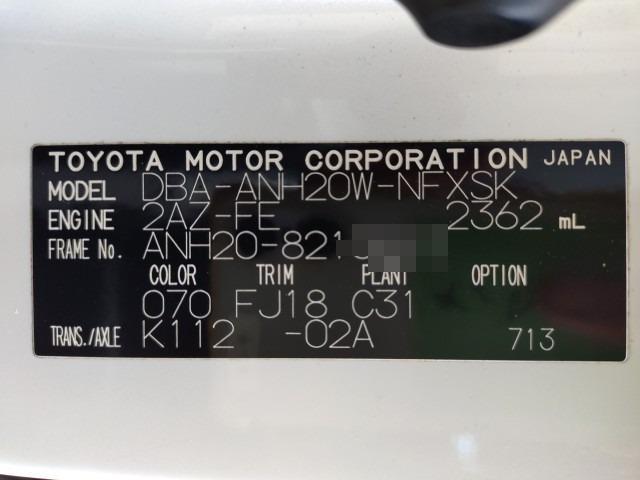 TOYOTA MOTOR CORPORATION JAPAN
MODEL DBA-ANH20W-NFXSK
ENGINE 2AZ-FE 2362 mL
FRAME No. ANH20-821
COLOR TRIM PLANT OPTION
070 FJ18 C31
TRANS./AXLE K112 -02A 713